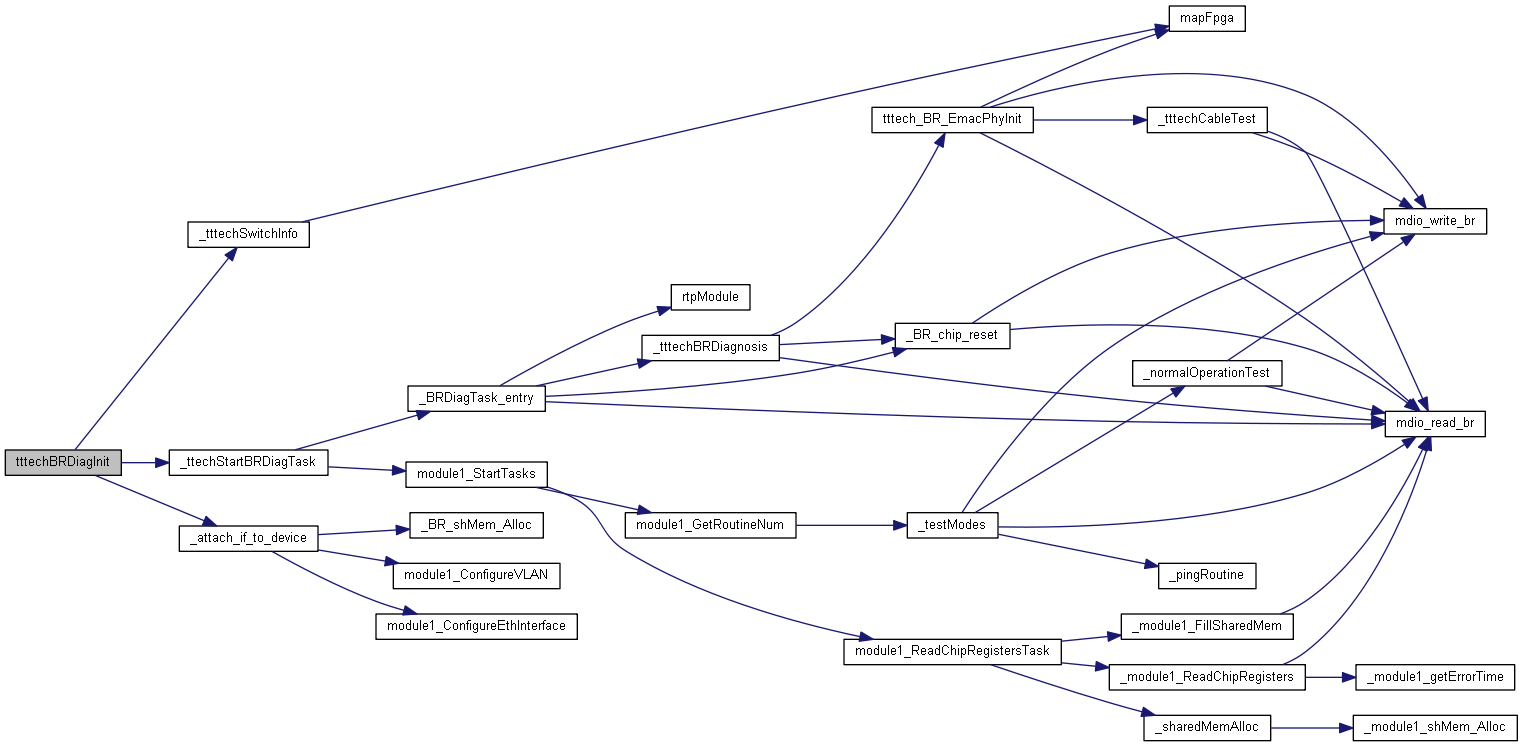 mapFpga
tttech_BR_EmacPhyInit
_tttechCableTest
mdio_write_br
_tttechSwitchInfo
rtpModule
_BR_chip_reset
_tttechBRDiagnosis
_normalOperationTest
_BRDiagTask_entry
mdio_read_br
tttechBRDiagInit
_ttechStartBRDiagTask
module1_StartTasks
_BR_shMem_Alloc
module1_GetRoutineNum
_testModes
_attach_if_to_device
module1_ConfigureVLAN
_pingRoutine
module1_ConfigureEthInterface
_module1_FillSharedMem
module1_ReadChipRegistersTask
_module1_ReadChipRegisters
_module1_getErrorTime
_sharedMemAlloc
_module1_shMem_Alloc